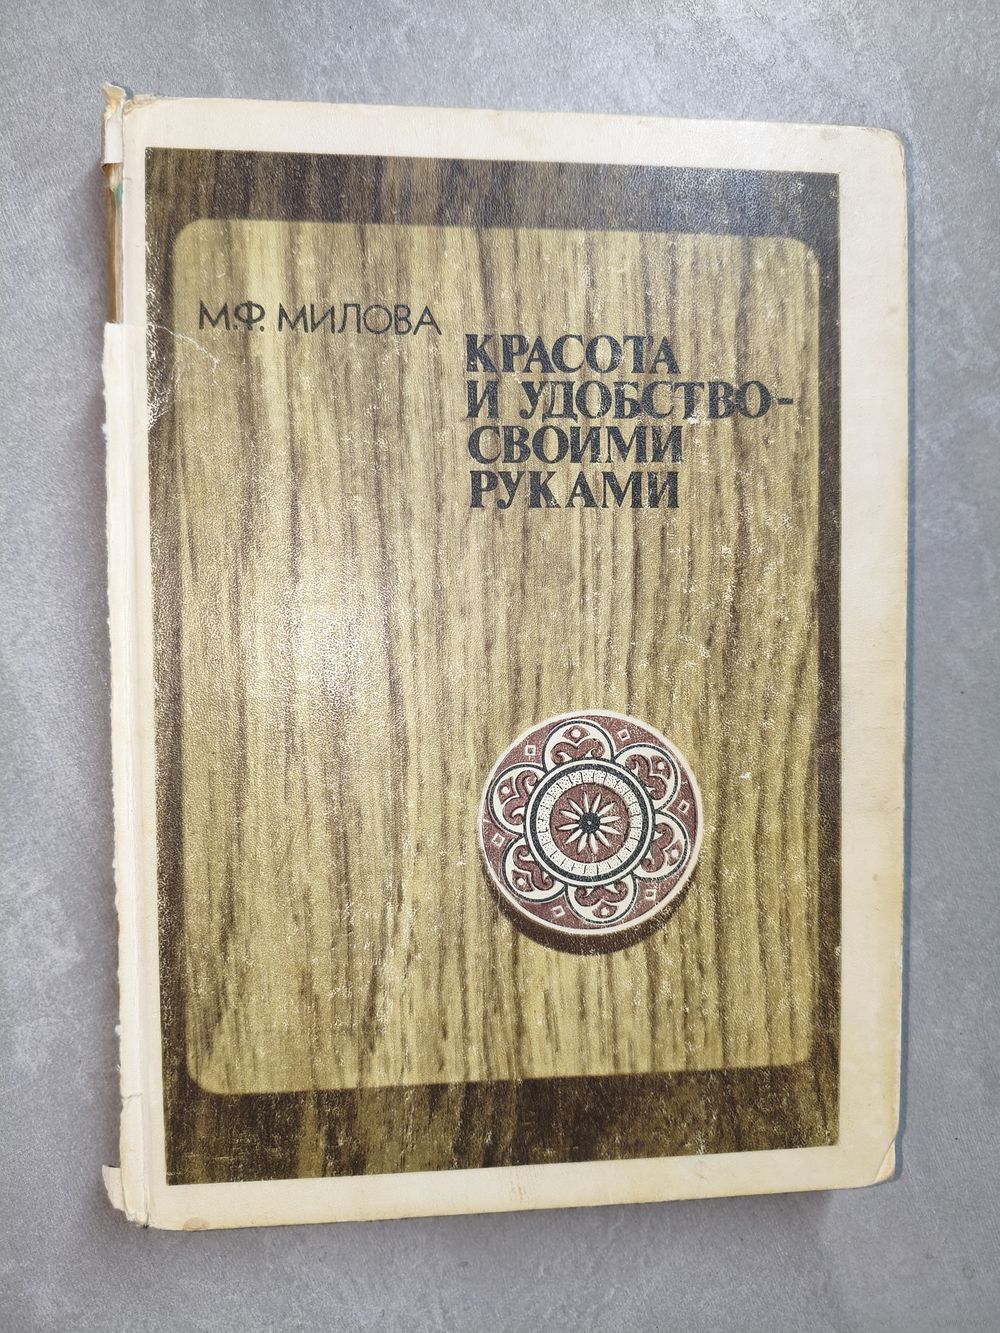 М.Ф. МИЛОВА
КРАСОТА
И УДОБСТВО-
СВОИМИ
РУКАМИ